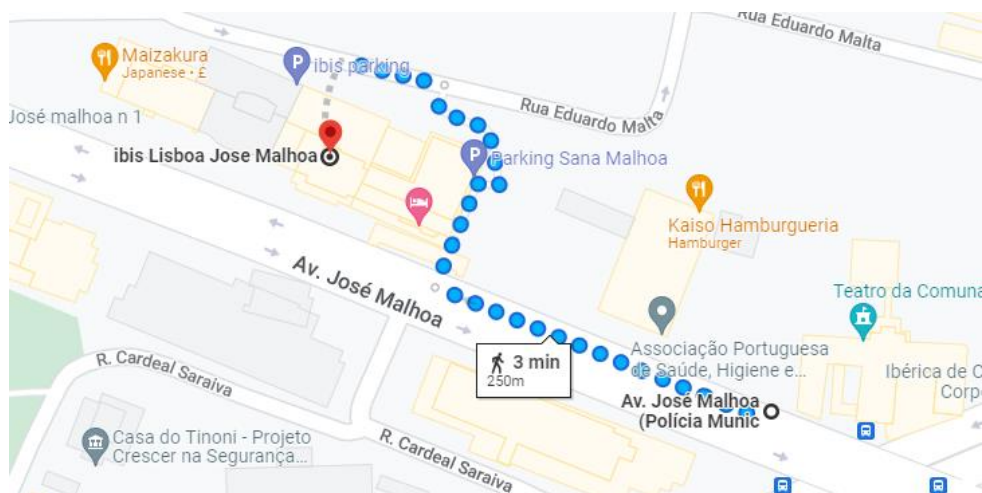 Rua Eduardo Malta
Maizakura
Japanese • £
P ibis parking
José malhoa n 1
Rua Eduardo Malta
ibis Lisboa Jose Malhoa
P Parking Sana Malhoa
Kaiso Hamburgueria
Hamburger
Av. José Malhoa
Teatro da Comuna
3 min
250m
Associação Portuguesa
de Saúde, Higiene e...
R. Cardeal Saraiva
Ibérica de C
Corpo
Av. José Malhoa
(Polícia Munic
Casa do Tinoni - Projeto
Crescer na Segurança...
R. Cardeal Saraiva